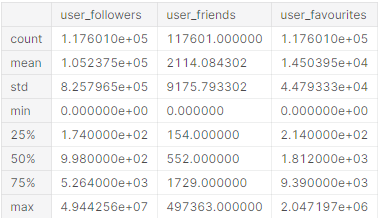 user_followers user_friends user_favourites
count 1.176010e+05 117601.000000 1.176010e+05
mean 1.052375e+05 2114.084302 1.450395e+04
std 8.257965e+05 9175.793302 4.479333e+04
min 0.000000e+00 0.000000 0.000000e+00
25% 1.740000e+02 154.000000 2.140000e+02
50% 9.980000e+02 552.000000 1.812000e+03
75% 5.264000e+03 1729.000000 9.390000e+03
max 4.944256e+07 497363.000000 2.047197e+06